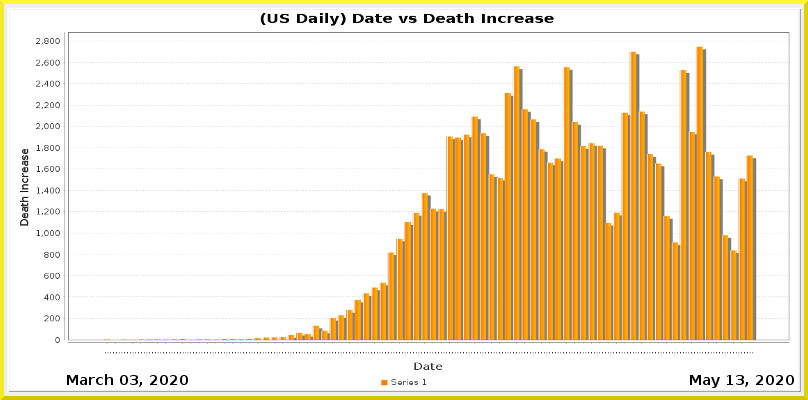 (US Daily) Date vs Death Increase
2,800
2,600
2,400
2,200
2,000
1,800
1,600
1,400
1,200
1,000
800
600
400
200
0
Death Increase
Date
March 03, 2020
May 13, 2020
Series 1